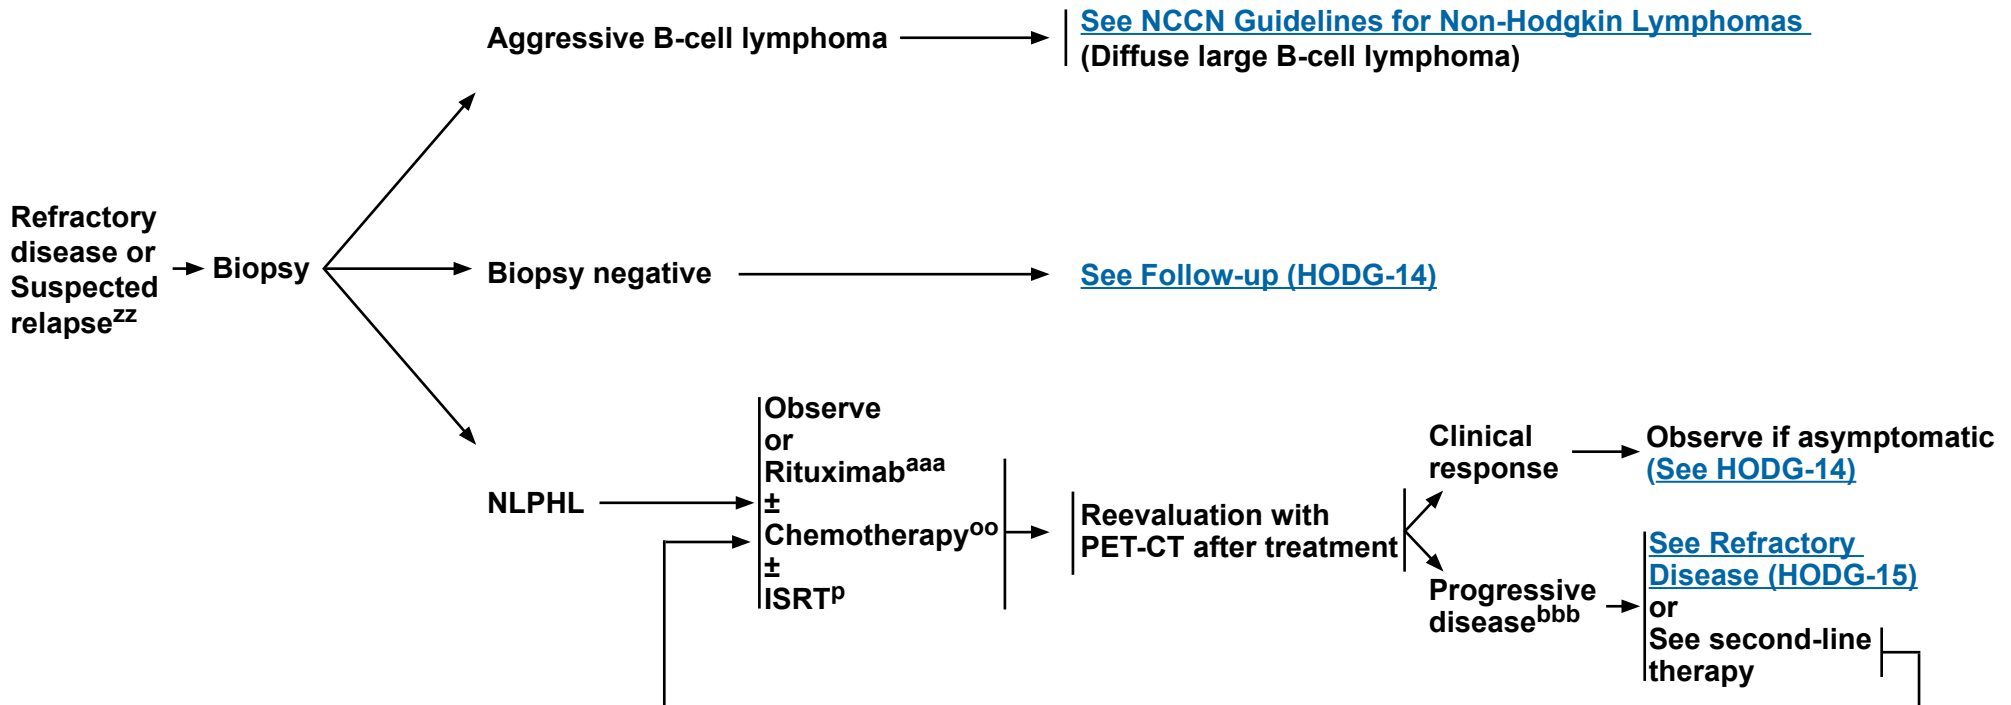 Aggressive B-cell lymphoma
See NCCN Guidelines for Non-Hodgkin Lymphomas
(Diffuse large B-cell lymphoma)
Refractory
disease or
Suspected
relapsezz
Biopsy
Biopsy negative
See Follow-up (HODG-14)
NLPHL
Observe
or
Rituximabaaa
±
Chemotherapyoo
±
ISRTp
Reevaluation with
PET-CT after treatment
Clinical
response
Observe if asymptomatic
(See HODG-14)
Progressive
diseasebbb
See Refractory
Disease (HODG-15)
or
See second-line
therapy